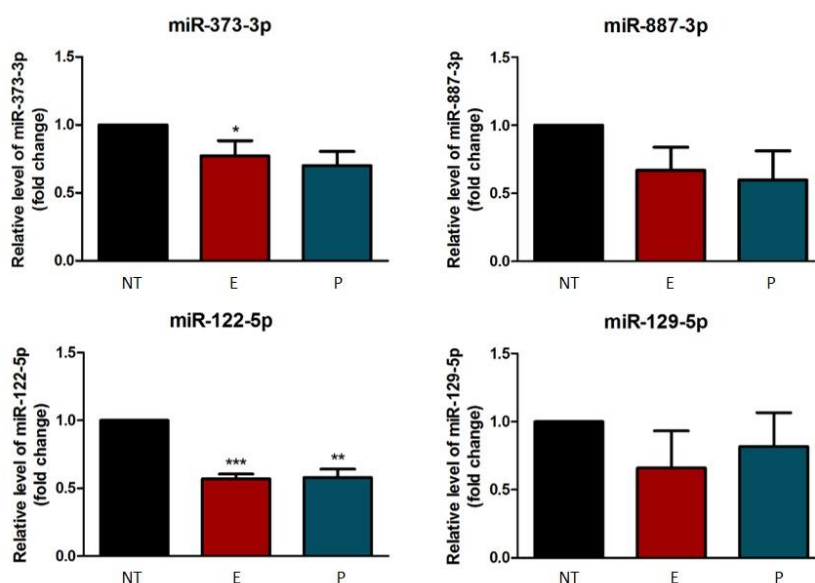 miR-373-3p
Relative level of miR-373-3p
(fold change)
1.5
1.0
0.5
0.0
*
NT E P
miR-887-3p
Relative level of miR-887-3p
(fold change)
1.5
1.0
0.5
0.0
NT E P
miR-122-5p
Relative level of miR-122-5p
(fold change)
1.5
1.0
0.5
0.0
*** **
NT E P
miR-129-5p
Relative level of miR-129-5p
(fold change)
1.5
1.0
0.5
0.0
NT E P